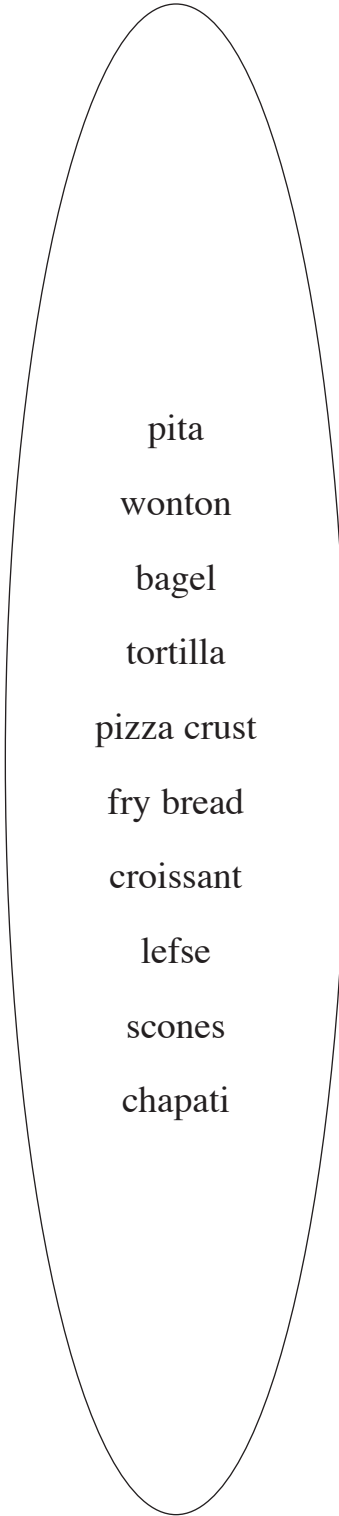 pita
wonton
bagel
tortilla
pizza crust
fry bread
croissant
lefse
scones
chapati